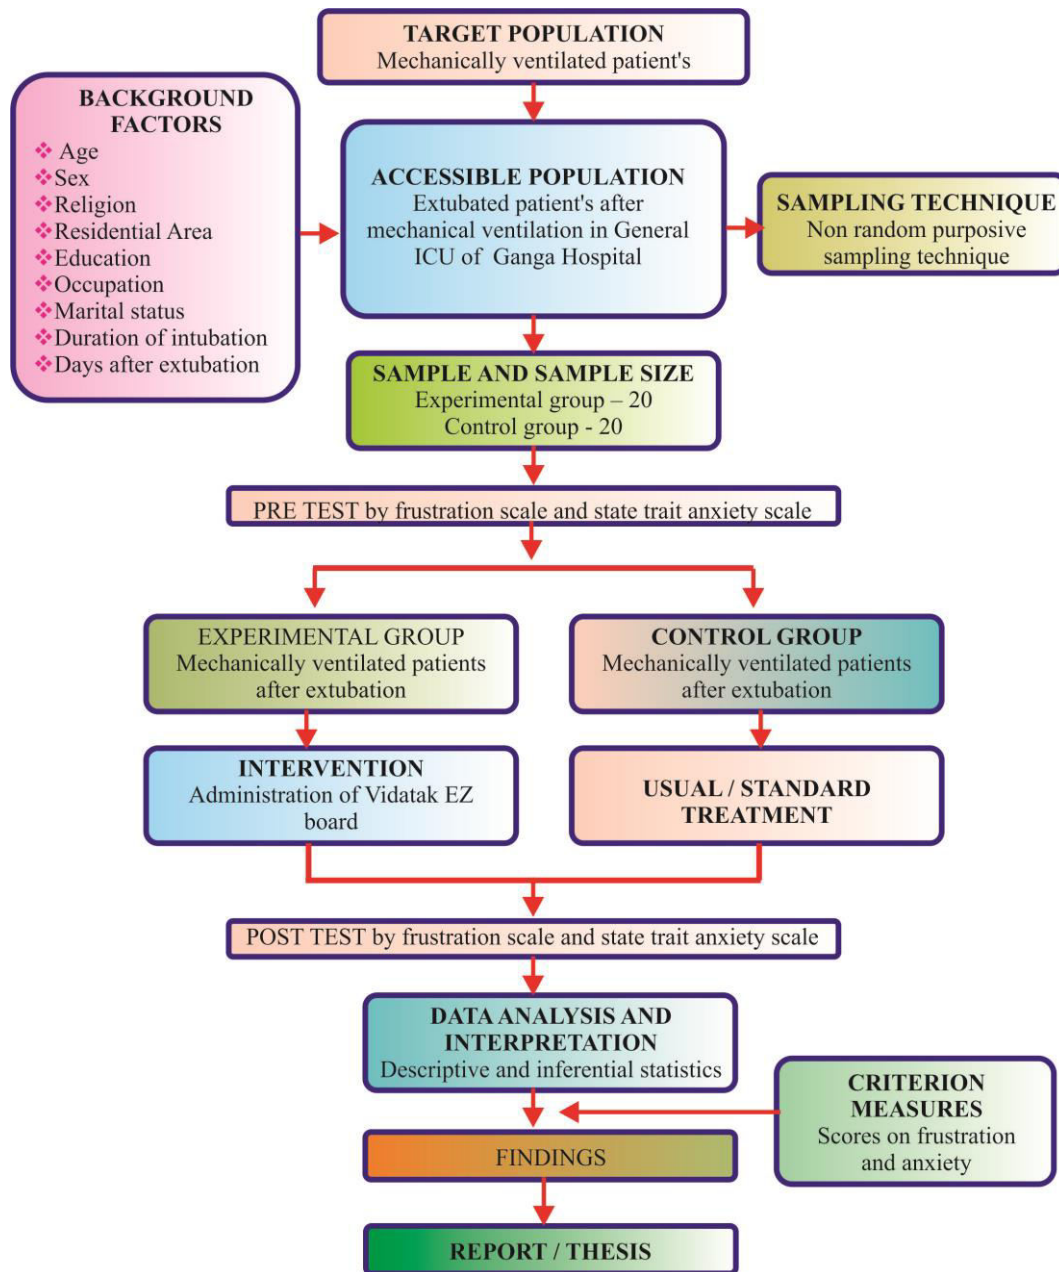 TARGET POPULATION
Mechanically ventilated patient's
BACKGROUND
FACTORS
❖ Age
❖ Sex
❖ Religion
❖ Residential Area
❖ Education
❖ Occupation
❖ Marital status
❖ Duration of intubation
❖ Days after extubation
ACCESSIBLE POPULATION
Extubated patient's after
mechanical ventilation in General
ICU of Ganga Hospital
SAMPLING TECHNIQUE
Non random purposive
sampling technique
SAMPLE AND SAMPLE SIZE
Experimental group – 20
Control group - 20
PRE TEST by frustration scale and state trait anxiety scale
EXPERIMENTAL GROUP
Mechanically ventilated patients
after extubation
CONTROL GROUP
Mechanically ventilated patients
after extubation
INTERVENTION
Administration of Vidatak EZ
board
USUAL / STANDARD
TREATMENT
POST TEST by frustration scale and state trait anxiety scale
DATA ANALYSIS AND
INTERPRETATION
Descriptive and inferential statistics
CRITERION
MEASURES
Scores on frustration
and anxiety
FINDINGS
REPORT / THESIS